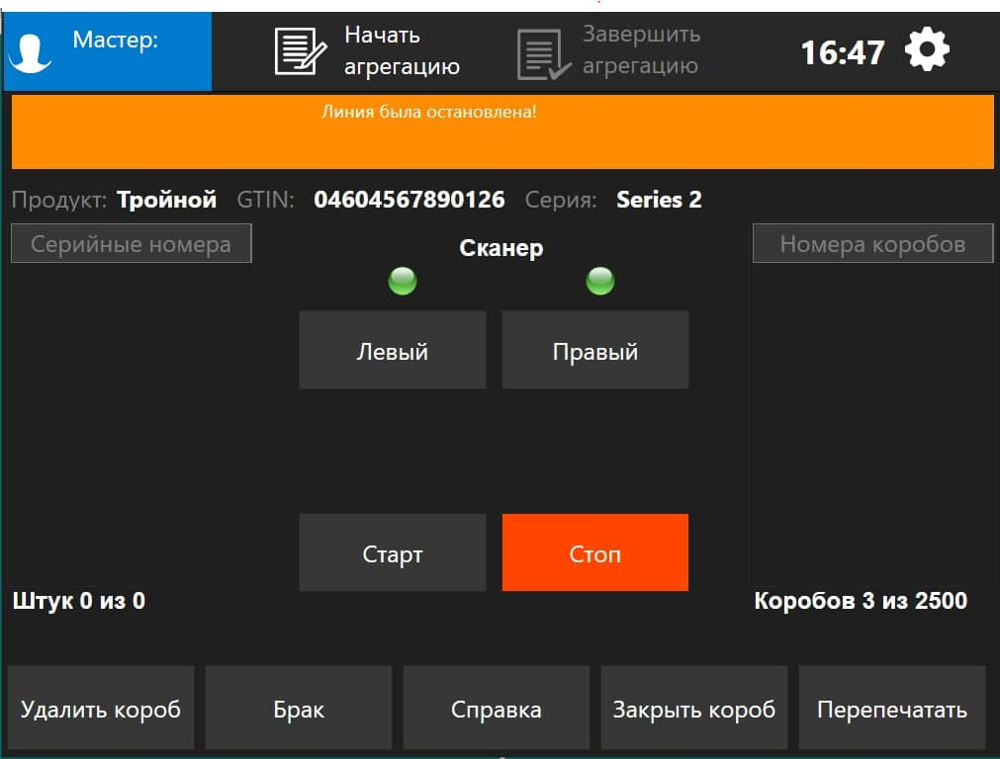 Мастер:
Начать
агрегацию
Завершить
агрегацию
16:47
Линия была остановлена!
Продукт: Тройной GTIN: 04604567890126 Серия: Series 2
Серийные номера
Сканер
Номера коробов
Левый
Правый
Старт
Стоп
Штук 0 из 0
Коробов 3 из 2500
Удалить короб
Брак
Справка
Закрыть короб
Перепечатать